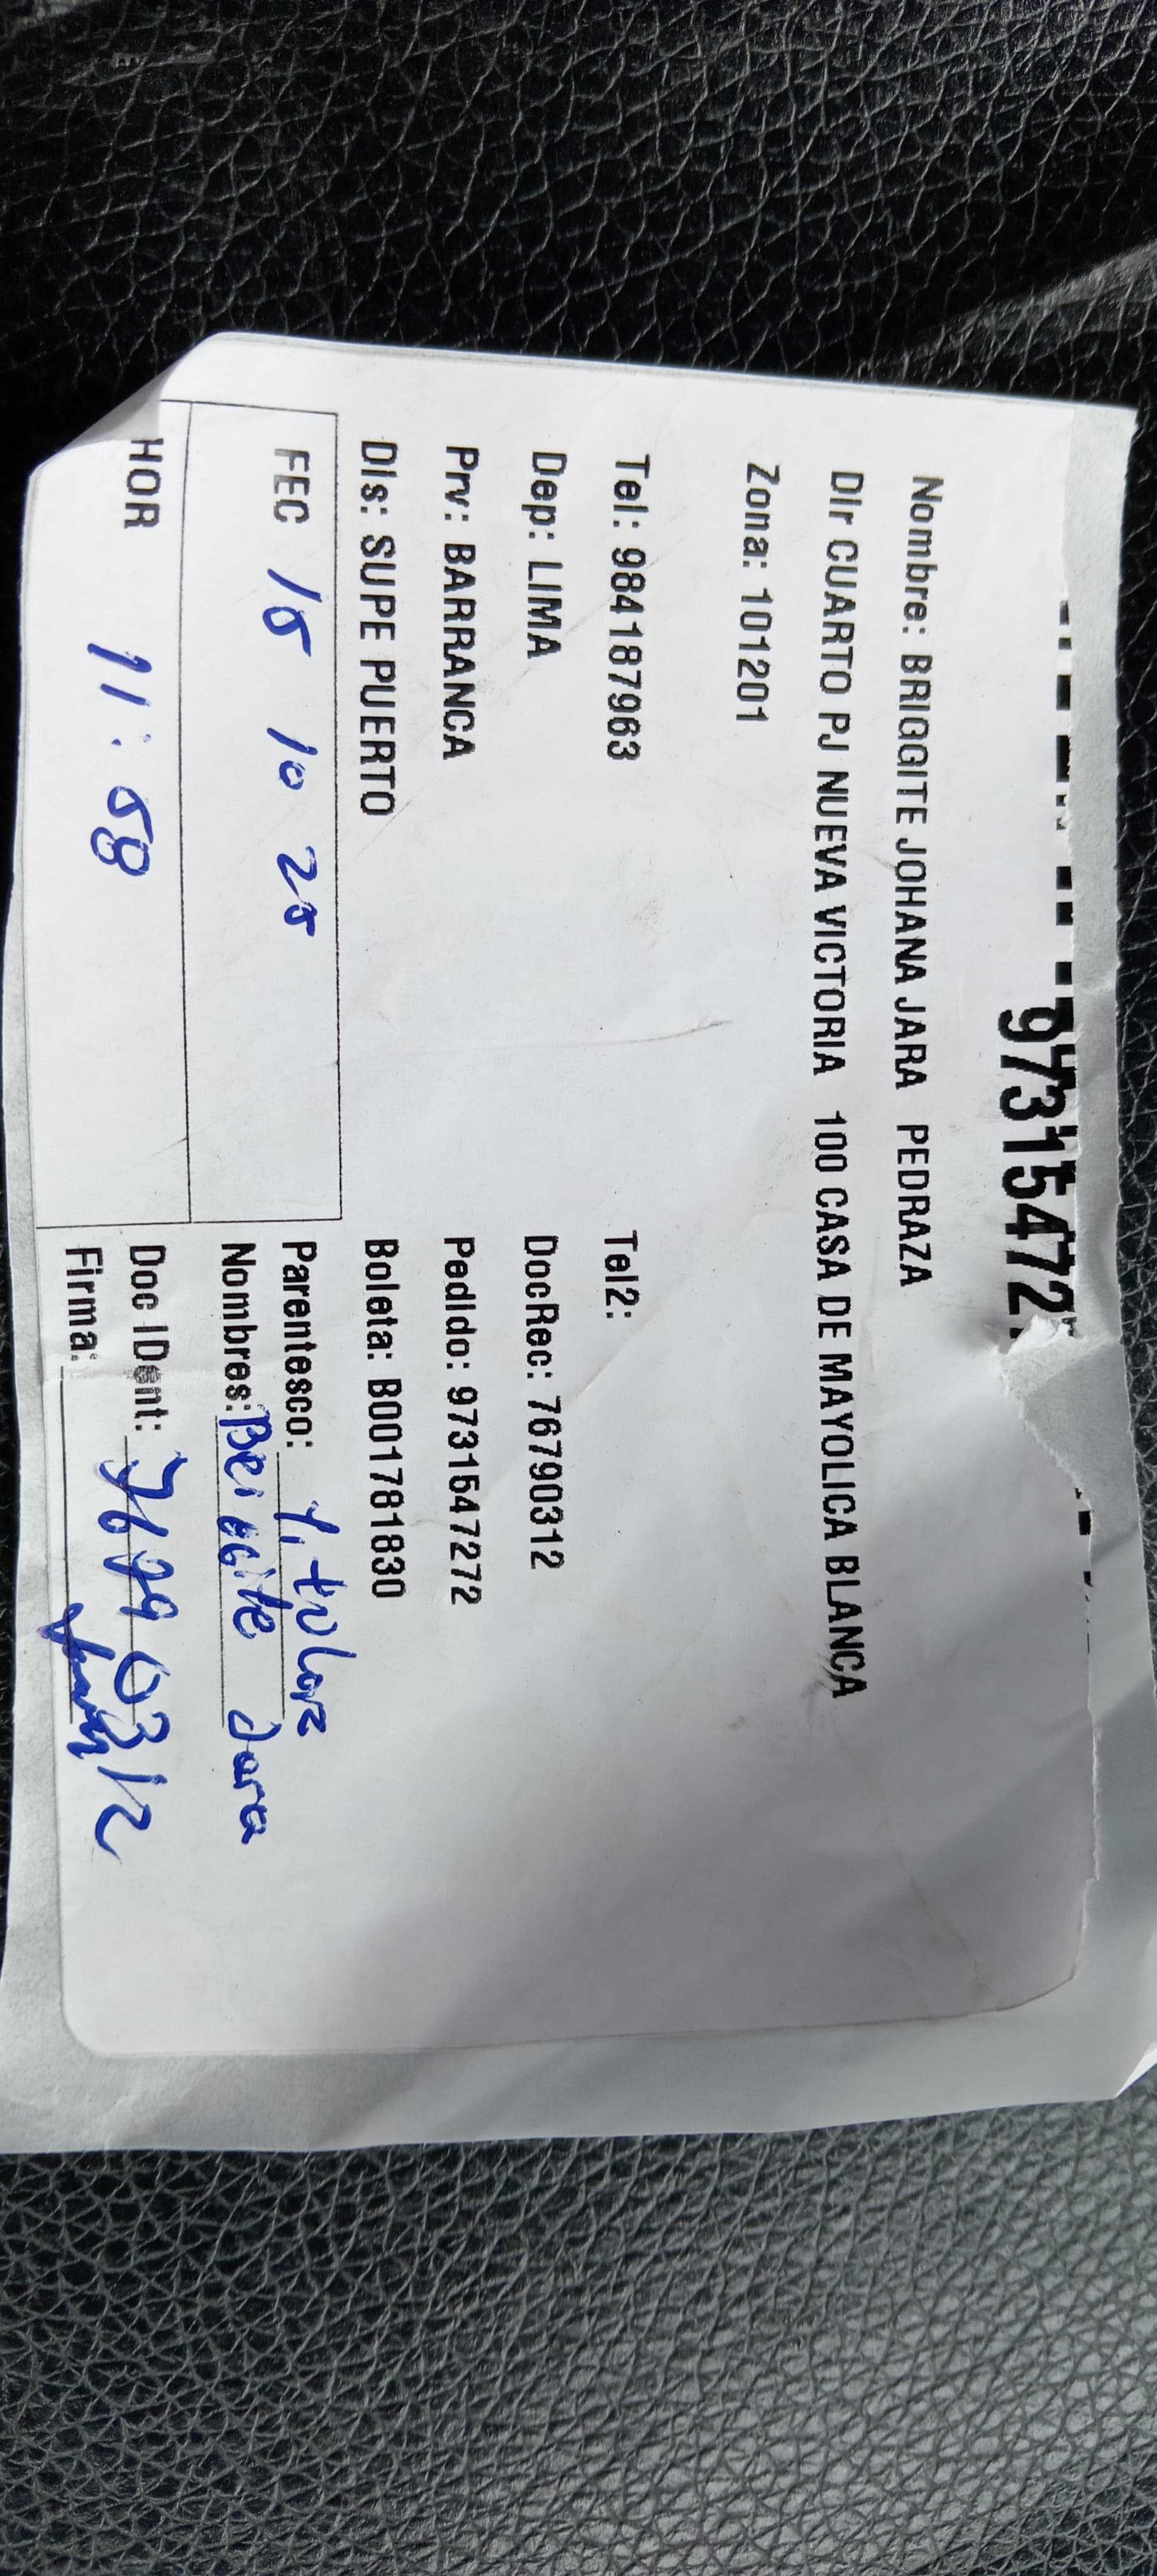 973154727
Nombre: BRIGGITE JOHANA JARA PEDRAZA
Dir CUARTO PJ NUEVA VICTORIA 100 CASA DE MAYOLICA BLANCA
Zona: 101201
Tel: 984187963 Tel2:
Dep: LIMA DocRec: 76790312
Prv: BARRANCA Pedido: 9731547272
Dis: SUPE PUERTO Boleta: B001781830
FEC 15 10 25 Parentesco: Titular
Nombres: Briggite Jara
HOR 11:58 Doc IDent: 76790312
Firma: